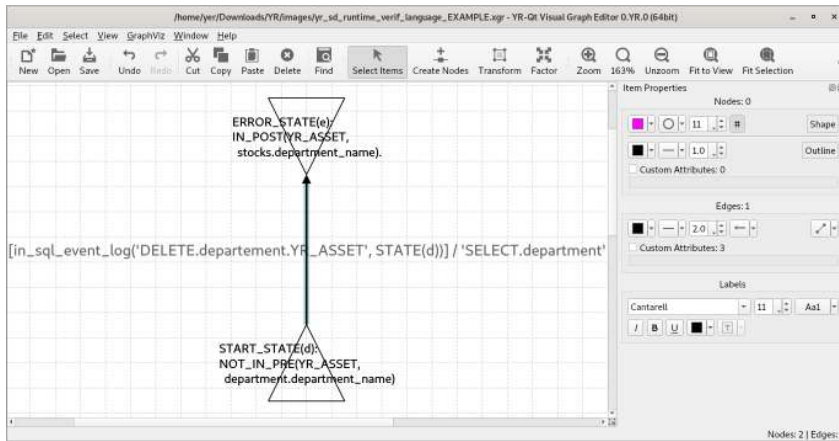 /home/yer/Downloads/YR/images/yr_sd_runtime_verif_language_EXAMPLE.xgr - YR-Qt Visual Graph Editor 0.YR.0 (64bit)
File Edit Select View GraphViz Window Help
New Open Save Undo Redo Cut Copy Paste Delete Find Select Items Create Nodes Transform Factor Zoom 163% Unzoom Fit to View Fit Selection
Item Properties
Nodes: 0
11 # Shape
1.0 Outline
Custom Attributes: 0
Edges: 1
2.0
Custom Attributes: 3
Labels
Cantarell 11 Aa1
I B U T
ERROR_STATE(e):
IN_POST(YR_ASSET,
stocks.department_name).
[in_sql_event_log('DELETE.departement.YR_ASSET', STATE(d))] / 'SELECT.department'
START_STATE(d):
NOT_IN_PRE(YR_ASSET,
department.department_name)
Nodes: 2 | Edges: